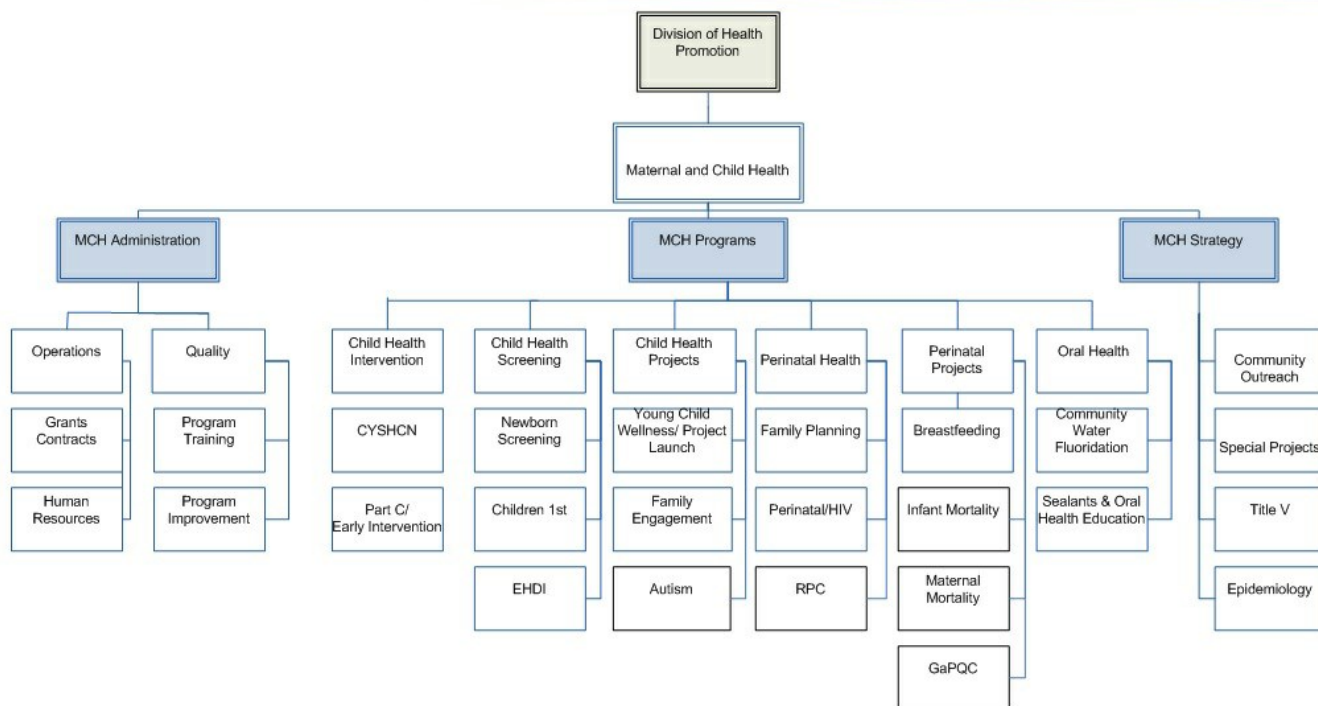 Division of Health
Promotion
Maternal and Child Health
MCH Administration
MCH Programs
MCH Strategy
Operations
Quality
Child Health
Intervention
Child Health
Screening
Child Health
Projects
Perinatal Health
Perinatal
Projects
Oral Health
Community
Outreach
Grants
Contracts
Program
Training
CYSHCN
Newborn
Screening
Young Child
Wellness/ Project
Launch
Family Planning
Breastfeeding
Community
Water
Fluoridation
Special Projects
Human
Resources
Program
Improvement
Part C/
Early Intervention
Children 1st
Family
Engagement
Perinatal/HIV
Infant Mortality
Sealants & Oral
Health Education
Title V
EHDI
Autism
RPC
Maternal
Mortality
Epidemiology
GaPQC